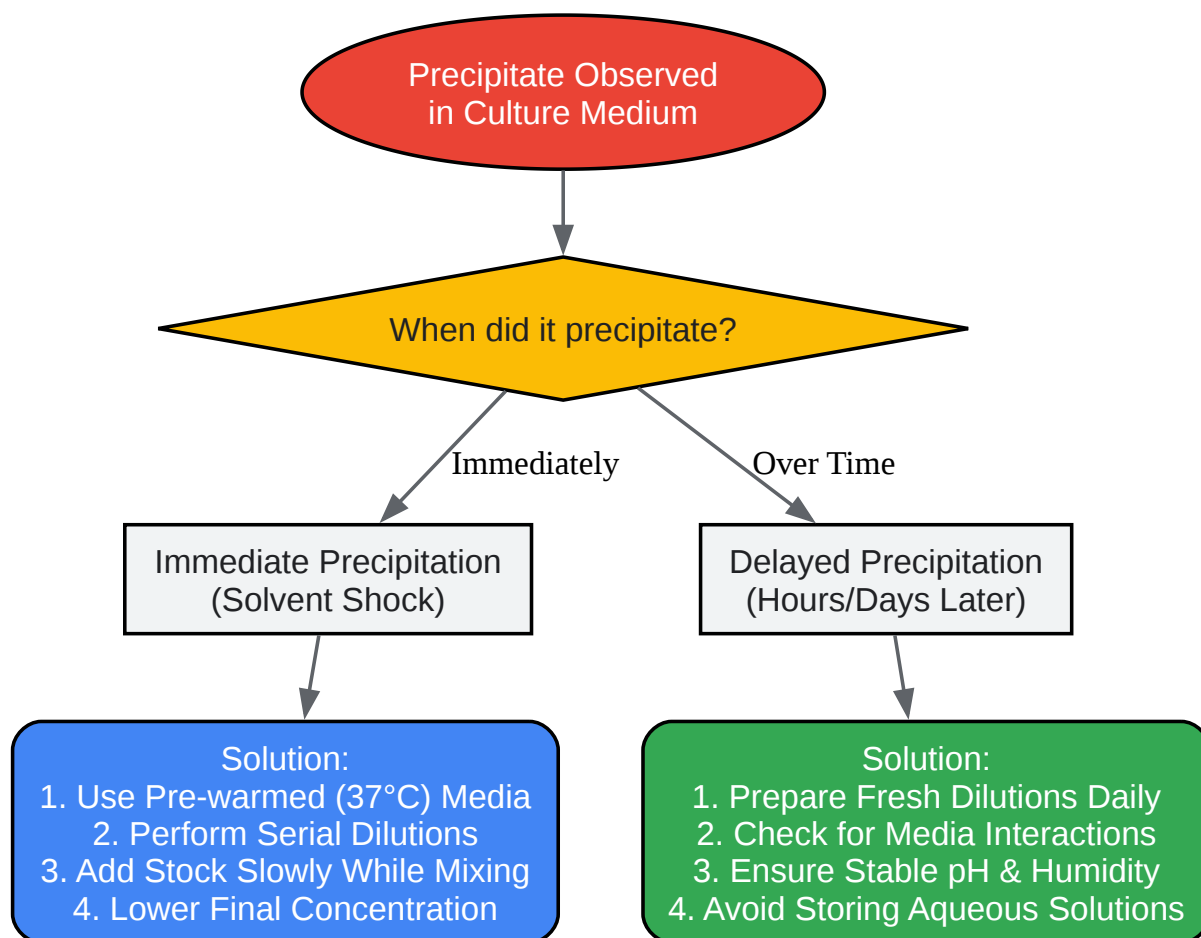 Precipitate Observed
in Culture Medium
When did it precipitate?
Immediately
Over Time
Immediate Precipitation
(Solvent Shock)
Delayed Precipitation
(Hours/Days Later)
Solution:
1. Use Pre-warmed (37°C) Media
2. Perform Serial Dilutions
3. Add Stock Slowly While Mixing
4. Lower Final Concentration
Solution:
1. Prepare Fresh Dilutions Daily
2. Check for Media Interactions
3. Ensure Stable pH & Humidity
4. Avoid Storing Aqueous Solutions